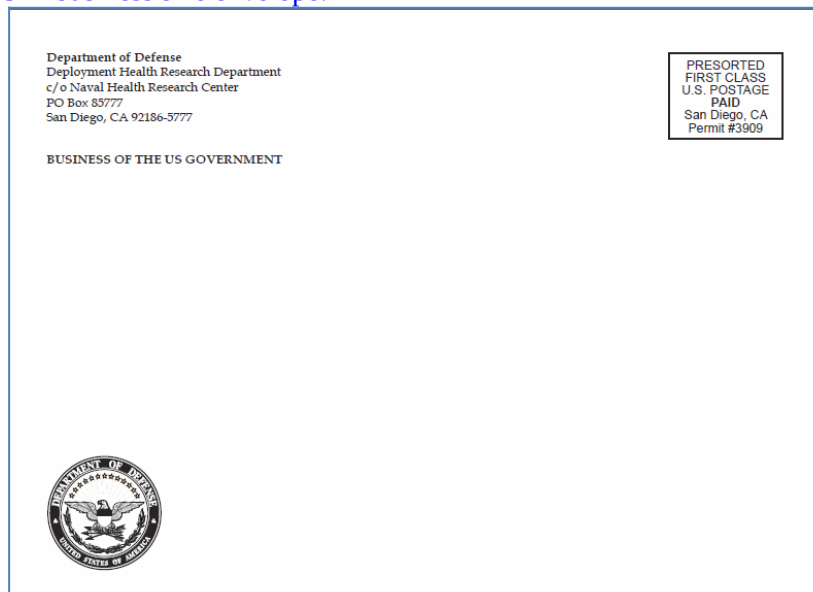 envelope.
Department of Defense
Deployment Health Research Department
c/o Naval Health Research Center
PO Box 85777
San Diego, CA 92186-5777
BUSINESS OF THE US GOVERNMENT
PRESORTED
FIRST CLASS
U.S. POSTAGE
PAID
San Diego, CA
Permit #3909
DEPARTMENT OF DEFENSE
UNITED STATES OF AMERICA